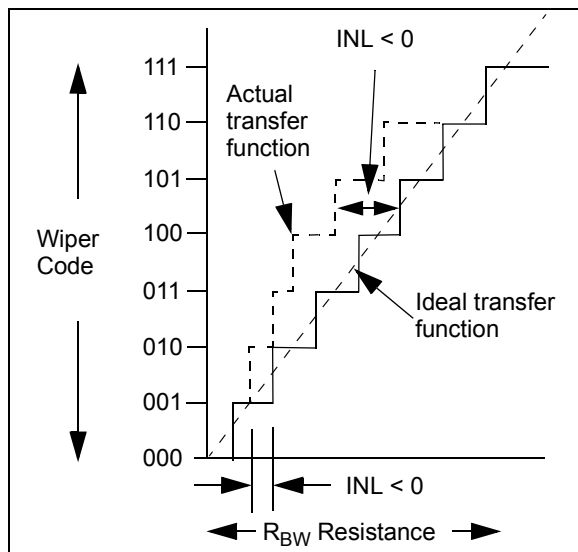 INL < 0
111
Actual
transfer
function
110
101
Wiper
Code
100
011
Ideal transfer
function
010
001
000
INL < 0
RBW Resistance